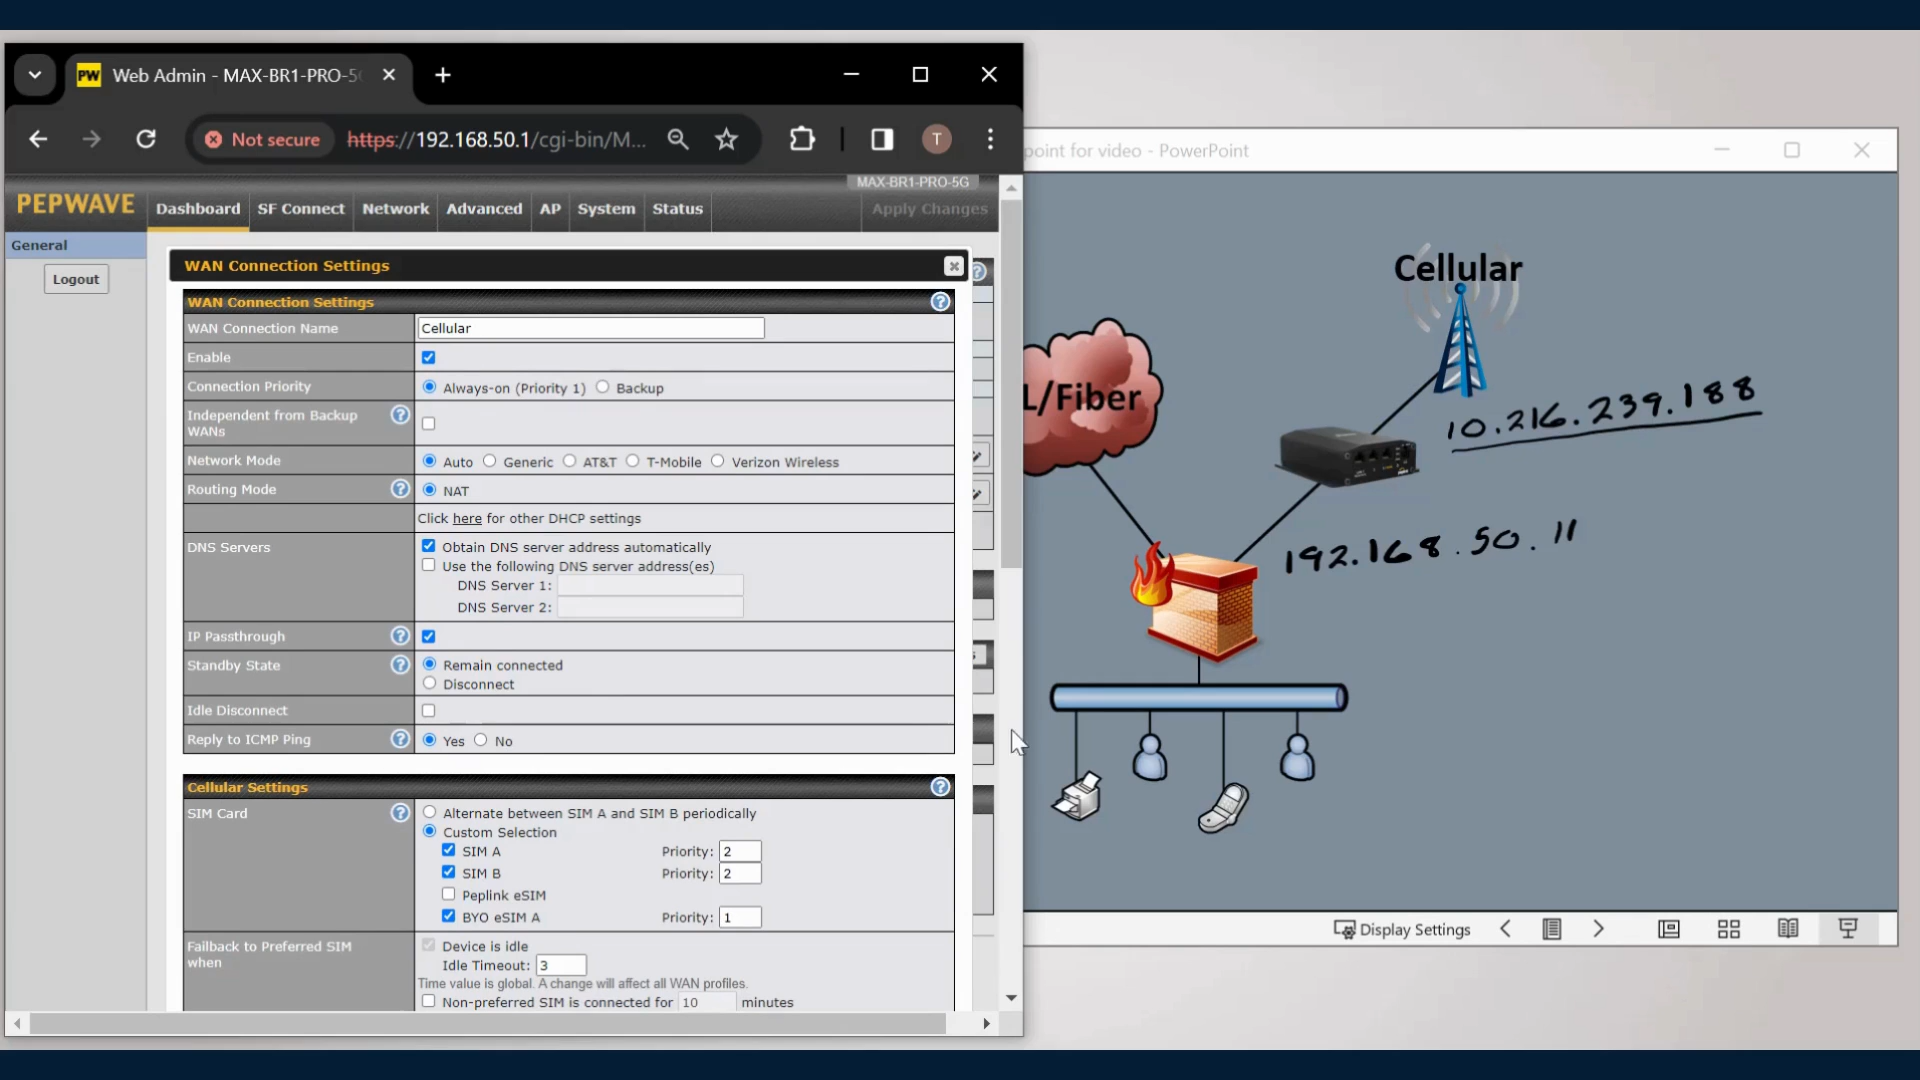 PW Web Admin - MAX-BR1-PRO-5
Not secure https://192.168.50.1/cgi-bin/M... T
MAX-BR1-PRO-5G
PEPWAVE Dashboard SF Connect Network Advanced AP System Status Apply Changes
General
Logout
WAN Connection Settings
WAN Connection Settings
WAN Connection Name Cellular
Enable
Connection Priority Always-on (Priority 1) Backup
Independent from Backup
WANs
Network Mode Auto Generic AT&T T-Mobile Verizon Wireless
Routing Mode NAT
Click here for other DHCP settings
DNS Servers Obtain DNS server address automatically
Use the following DNS server address(es)
DNS Server 1:
DNS Server 2:
IP Passthrough
Standby State Remain connected
Disconnect
Idle Disconnect
Reply to ICMP Ping Yes No
Cellular Settings
SIM Card Alternate between SIM A and SIM B periodically
Custom Selection
SIM A Priority: 2
SIM B Priority: 2
Peplink eSIM
BYO eSIM A Priority: 1
Failback to Preferred SIM
when
Device is idle
Idle Timeout: 3
Time value is global. A change will affect all WAN profiles.
Non-preferred SIM is connected for 10 minutes
point for video - PowerPoint
Cellular
L/Fiber
10.216.239.188
192.168.50.11
Display Settings